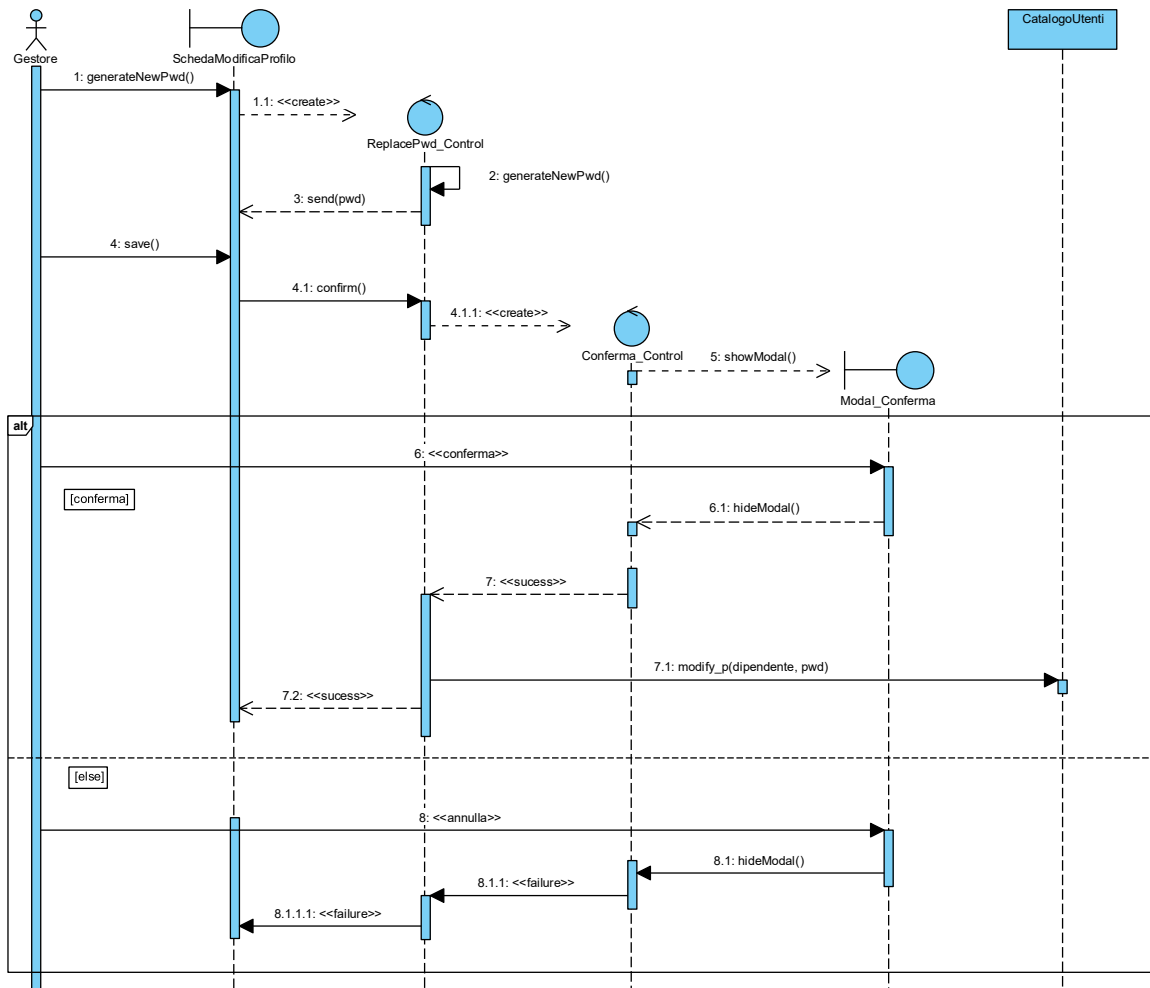 CatalogoUtenti
Gestore
SchedaModificaProfilo
1: generateNewPwd()
1.1: <<create>>
ReplacePwd_Control
2: generateNewPwd()
3: send(pwd)
4: save()
4.1: confirm()
4.1.1: <<create>>
Conferma_Control
5: showModal()
Modal_Conferma
alt
6: <<conferma>>
[conferma]
6.1: hideModal()
7: <<sucess>>
7.1: modify_p(dipendente, pwd)
7.2: <<sucess>>
[else]
8: <<annulla>>
8.1: hideModal()
8.1.1: <<failure>>
8.1.1.1: <<failure>>